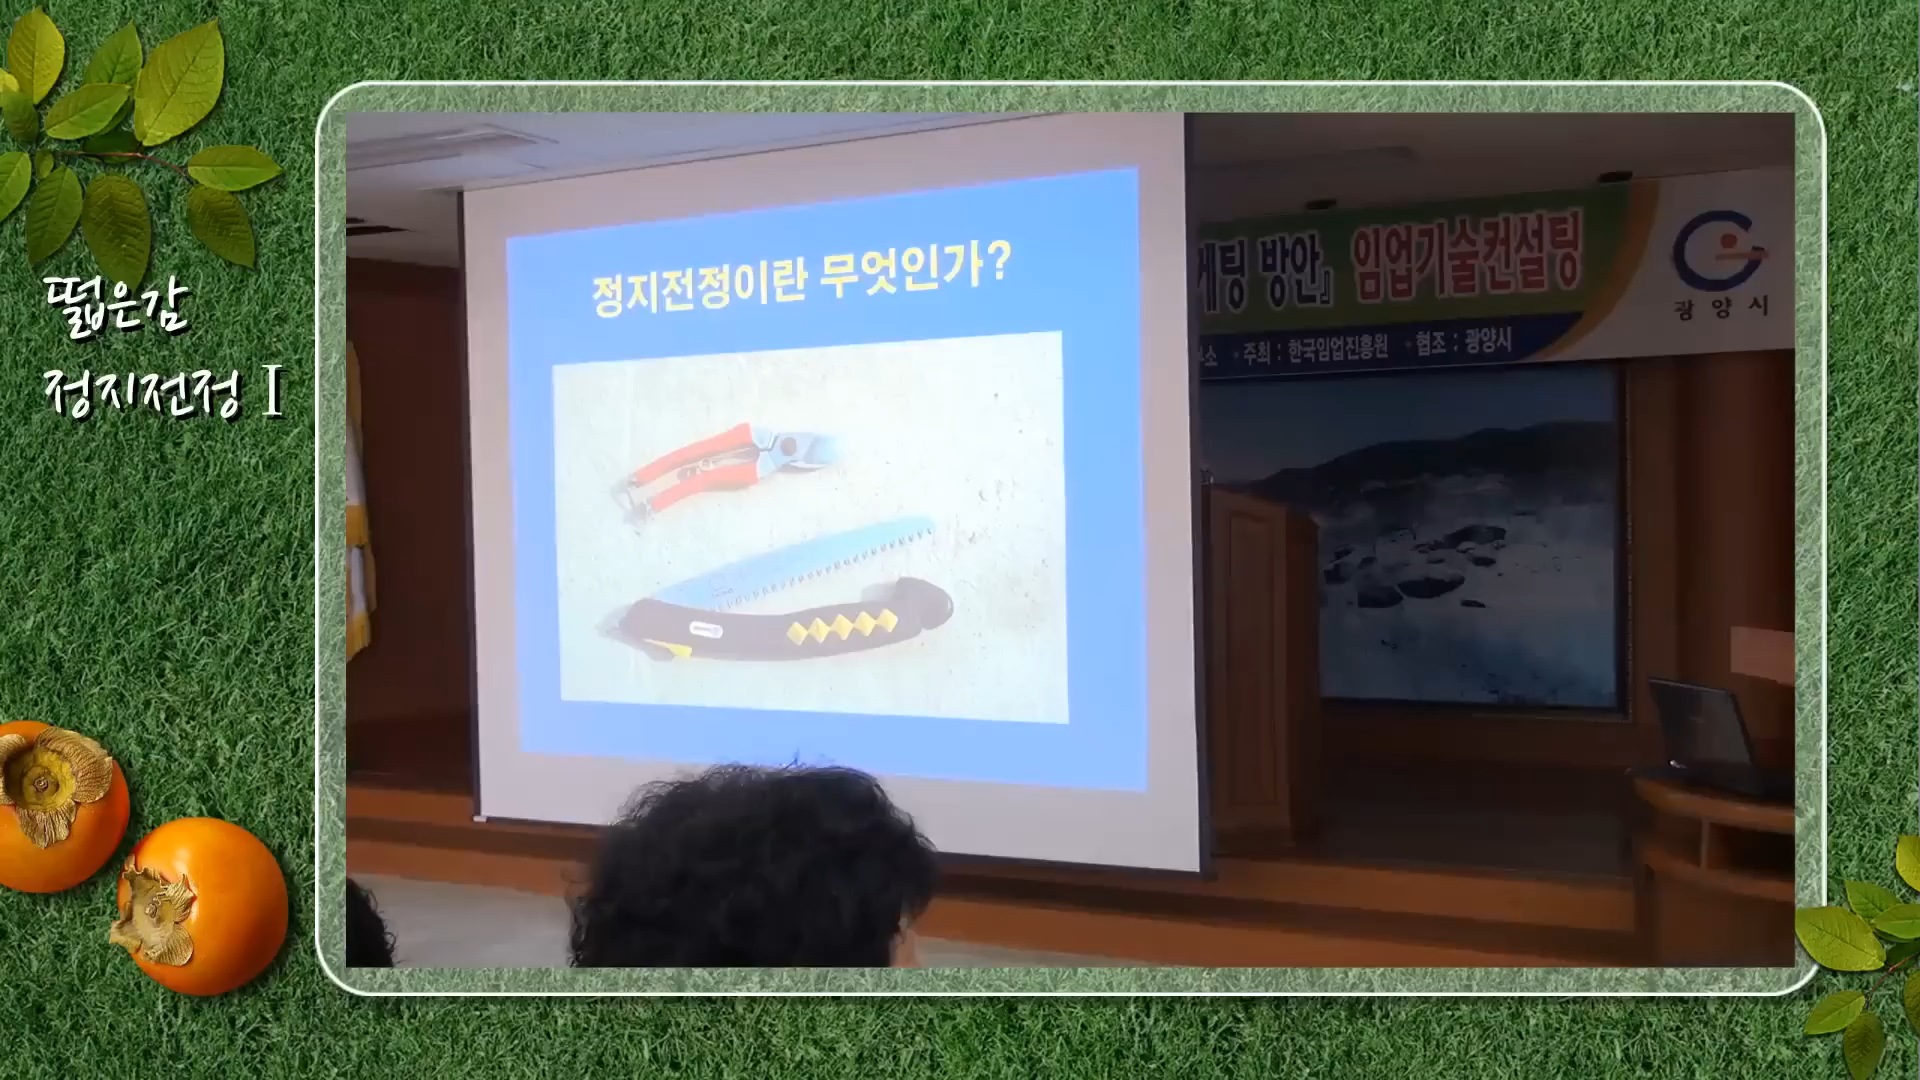 떫은감
정지전정 I
정지전정이란 무엇인가?
방안』 임업기술컨설팅
광양시
주최 : 한국임업진흥원 협조 : 광양시